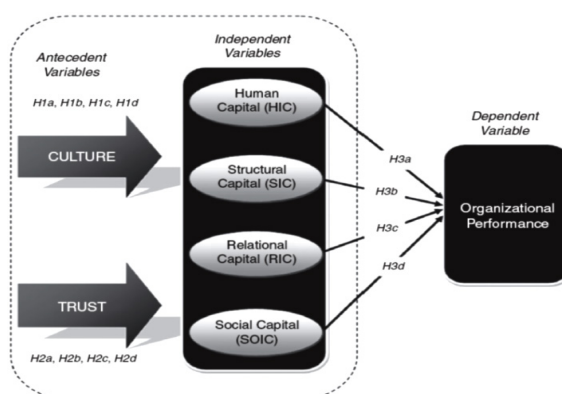 Antecedent
Variables
H1a, H1b, H1c, H1d
CULTURE
TRUST
H2a, H2b, H2c, H2d
Independent
Variables
Human
Capital (HIC)
Structural
Capital (SIC)
Relational
Capital (RIC)
Social Capital
(SOIC)
H3a
H3b
H3c
H3d
Dependent
Variable
Organizational
Performance